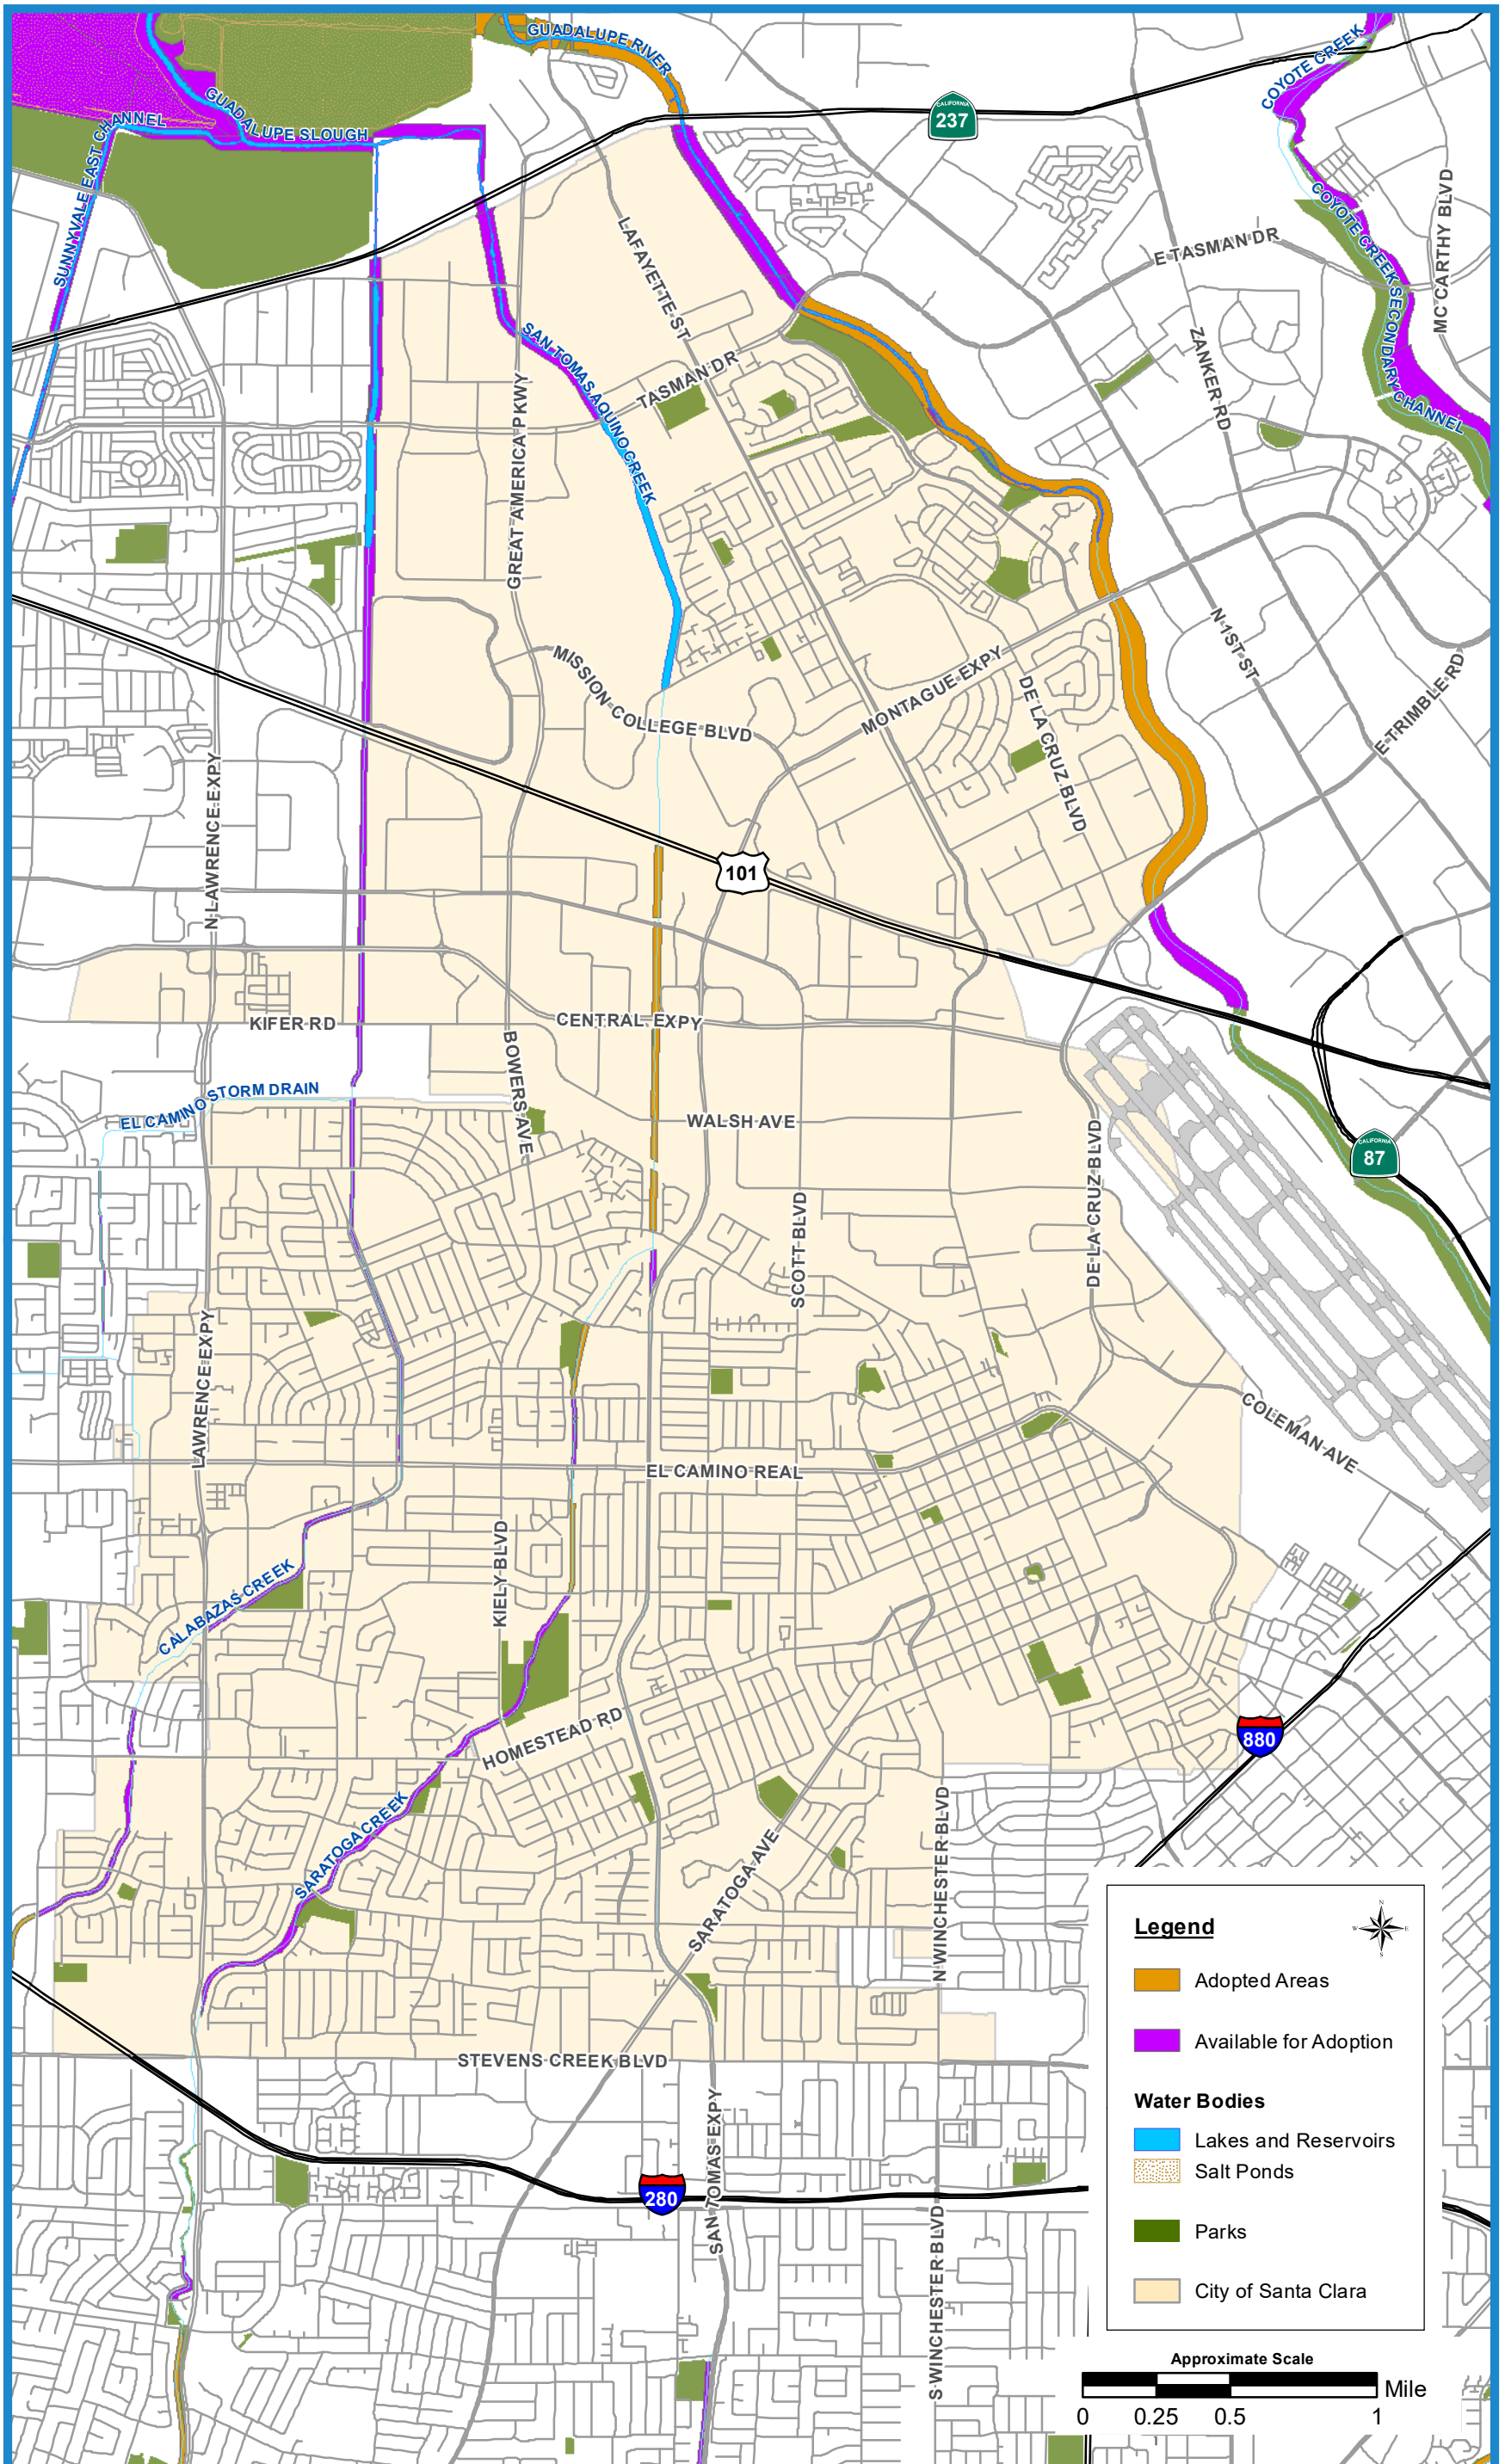 GUADALUPE RIVER
COYOTE CREEK
CALIFORNIA
237
GUADALUPE SLOUGH
SUNNYVALE EAST CHANNEL
COYOTE CREEK SECONDARY CHANNEL
MC CARTHY BLVD
LAFAYETTE ST
E TASMAN DR
ZANKER RD
SAN TOMAS AQUINO CREEK
TASMAN DR
GREAT AMERICA PKWY
N 1ST ST
MISSION COLLEGE BLVD
MONTAGUE EXPY
DE LA CRUZ BLVD
E TRIMBLE RD
N LAWRENCE EXPY
101
KIFER RD
CENTRAL EXPY
BOWERS AVE
EL CAMINO STORM DRAIN
WALSH AVE
CALIFORNIA
87
SCOTT BLVD
DE LA CRUZ BLVD
LAWRENCE EXPY
COLEMAN AVE
EL CAMINO REAL
KIELY BLVD
CALABAZAS CREEK
HOMESTEAD RD
880
SARATOGA CREEK
SARATOGA AVE
N WINCHESTER BLVD
STEVENS CREEK BLVD
280
SAN TOMAS EXPY
S WINCHESTER BLVD
Legend
N
W
E
S
Adopted Areas
Available for Adoption
Water Bodies
Lakes and Reservoirs
Salt Ponds
Parks
City of Santa Clara
Approximate Scale
Mile
0 0.25 0.5 1